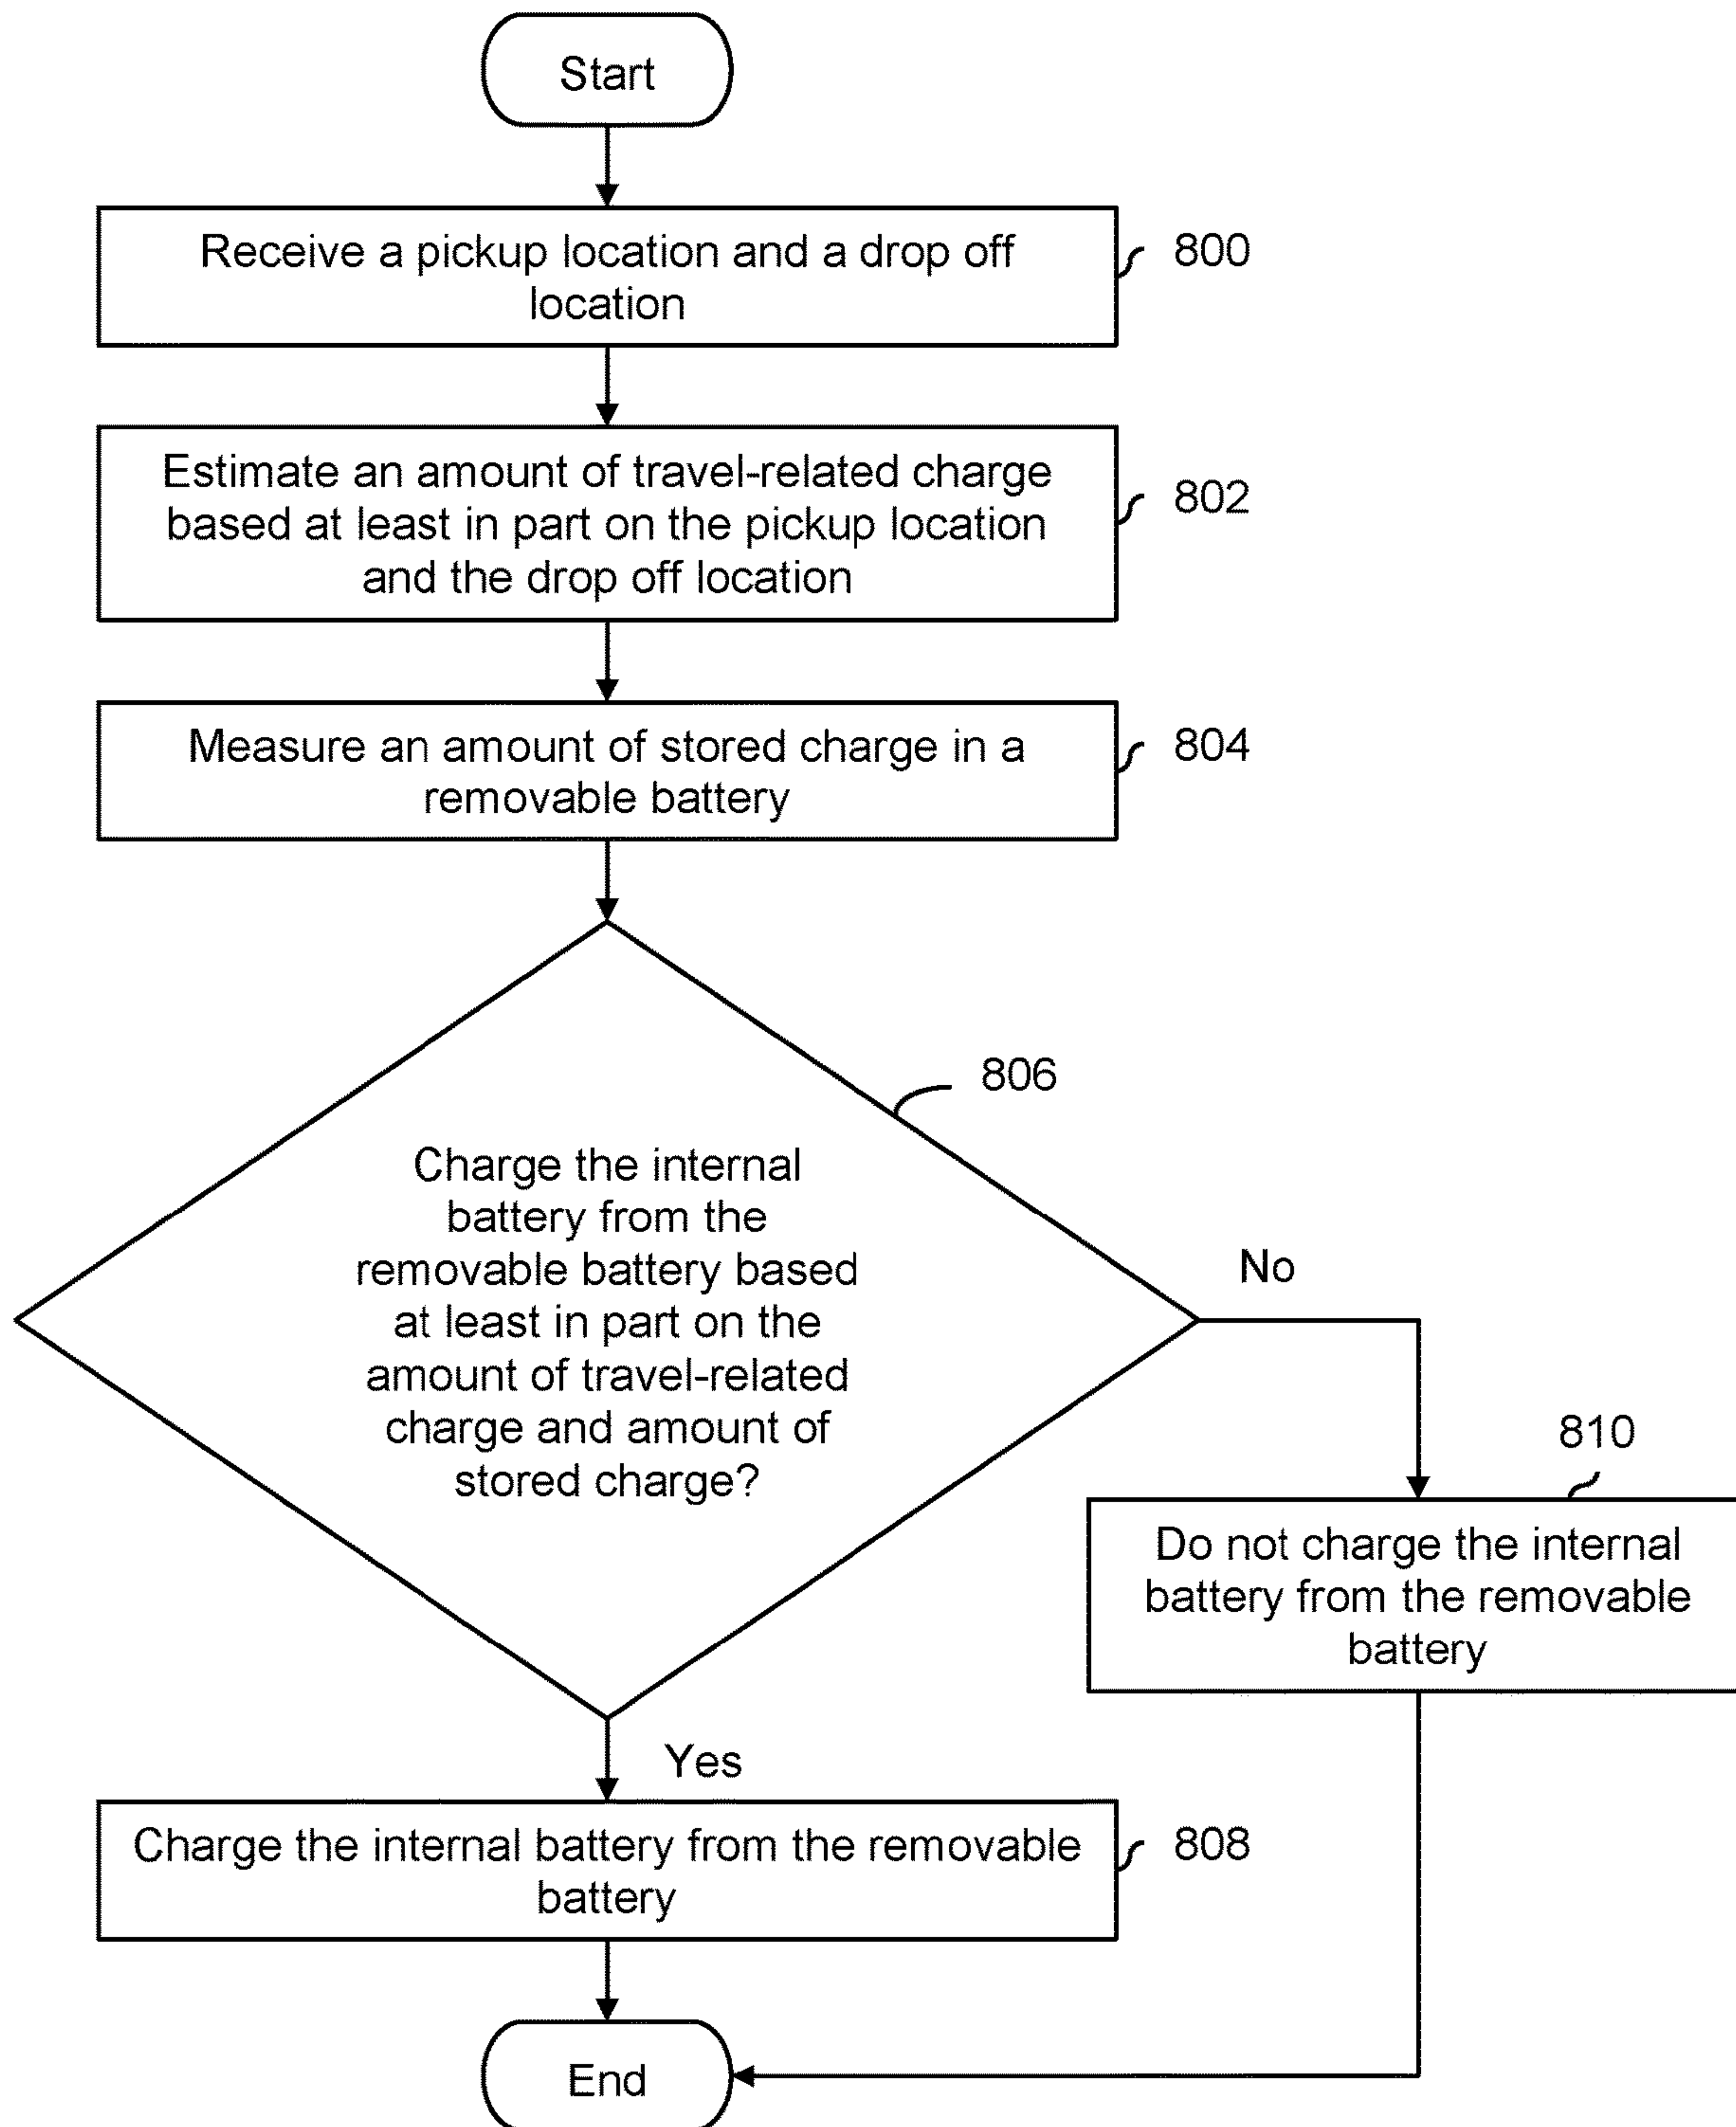 Start
Receive a pickup location and a drop off
location
800
Estimate an amount of travel-related charge
based at least in part on the pickup location
and the drop off location
802
Measure an amount of stored charge in a
removable battery
804
806
Charge the internal
battery from the
removable battery based
at least in part on the
amount of travel-related
charge and amount of
stored charge?
No
810
Do not charge the internal
battery from the removable
battery
Yes
Charge the internal battery from the removable
battery
808
End